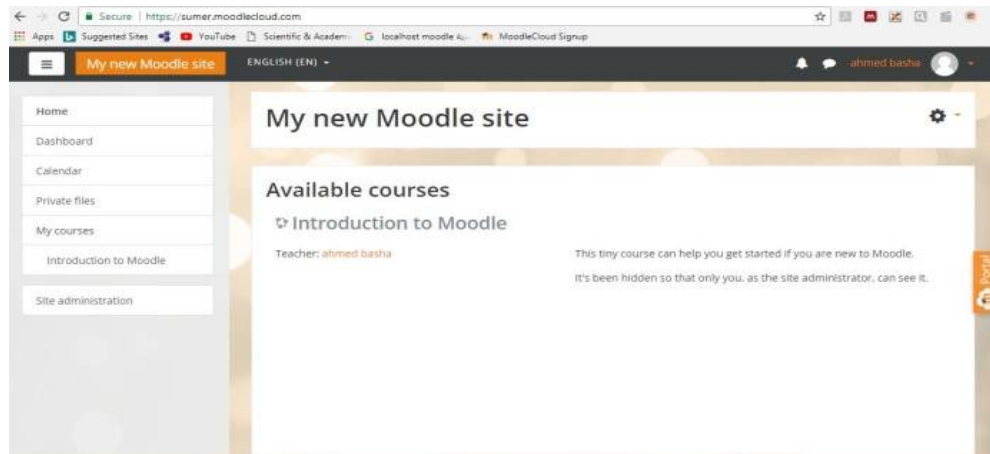 Secure | https://sumer.moodlecloud.com
Apps Suggested Sites YouTube Scientific & Academ G localhost moodle MoodleCloud Signup
My new Moodle site ENGLISH (EN) ahmed basha
Home
Dashboard
Calendar
Private files
My courses
Introduction to Moodle
Site administration
My new Moodle site
Available courses
Introduction to Moodle
Teacher: ahmed basha
This tiny course can help you get started if you are new to Moodle.
It's been hidden so that only you, as the site administrator, can see it.
Portal